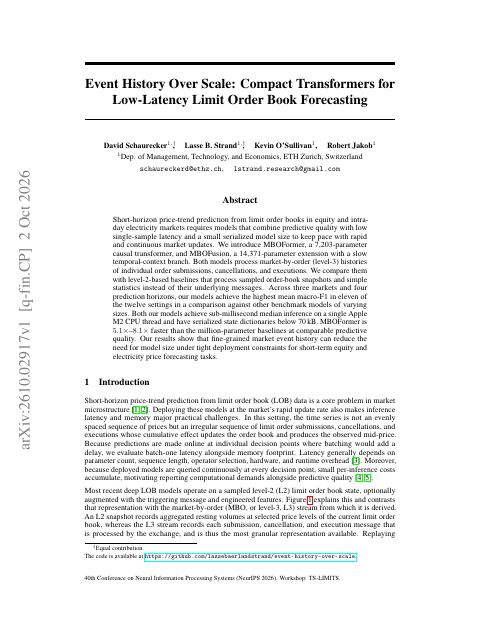 Event History Over Scale: Compact Transformers for
Low-Latency Limit Order Book Forecasting
David Schaurecker1,‡ Lasse B. Strand1,‡ Kevin O'Sullivan1, Robert Jakob1
1Dep. of Management, Technology, and Economics, ETH Zurich, Switzerland
schaureckerd@ethz.ch, lstrand.research@gmail.com
Abstract
Short-horizon price-trend prediction from limit order books in equity and intra-
day electricity markets requires models that combine predictive quality with low
single-sample latency and a small serialized model size to keep pace with rapid
and continuous market updates. We introduce MBOFormer, a 7,203-parameter
causal transformer, and MBOFusion, a 14,371-parameter extension with a slow
temporal-context branch. Both models process market-by-order (level-3) histories
of individual order submissions, cancellations, and executions. We compare them
with level-2-based baselines that process sampled order-book snapshots and simple
statistics instead of their underlying messages. Across three markets and four
prediction horizons, our models achieve the highest mean macro-F1 in eleven of
the twelve settings in a comparison against other benchmark models of varying
sizes. Both our models achieve sub-millisecond median inference on a single Apple
M2 CPU thread and have serialized state dictionaries below 70 kB. MBOFormer is
5.1×–8.1× faster than the million-parameter baselines at comparable predictive
quality. Our results show that fine-grained market event history can reduce the
need for model size under tight deployment constraints for short-term equity and
electricity price forecasting tasks.
1 Introduction
Short-horizon price-trend prediction from limit order book (LOB) data is a core problem in market
microstructure [1, 2]. Deploying these models at the market's rapid update rate also makes inference
latency and memory major practical challenges. In this setting, the time series is not an evenly
spaced sequence of prices but an irregular sequence of limit order submissions, cancellations, and
executions whose cumulative effect updates the order book and produces the observed mid-price.
Because predictions are made online at individual decision points where batching would add a
delay, we evaluate batch-one latency alongside memory footprint. Latency generally depends on
parameter count, sequence length, operator selection, hardware, and runtime overhead [3]. Moreover,
because deployed models are queried continuously at every decision point, small per-inference costs
accumulate, motivating reporting computational demands alongside predictive quality [4, 5].
Most recent deep LOB models operate on a sampled level-2 (L2) limit order book state, optionally
augmented with the triggering message and engineered features. Figure 1 explains this and contrasts
that representation with the market-by-order (MBO, or level-3, L3) stream from which it is derived.
An L2 snapshot records aggregated resting volumes at selected price levels of the current limit order
book, whereas the L3 stream records each submission, cancellation, and execution message that
is processed by the exchange, and is thus the most granular representation available. Replaying
‡Equal contribution.
The code is available at https://github.com/lassebaerlandstrand/event-history-over-scale.
40th Conference on Neural Information Processing Systems (NeurIPS 2026). Workshop: TS-LIMITS.
arXiv:2610.02917v1 [q-fin.CP] 2 Oct 2026